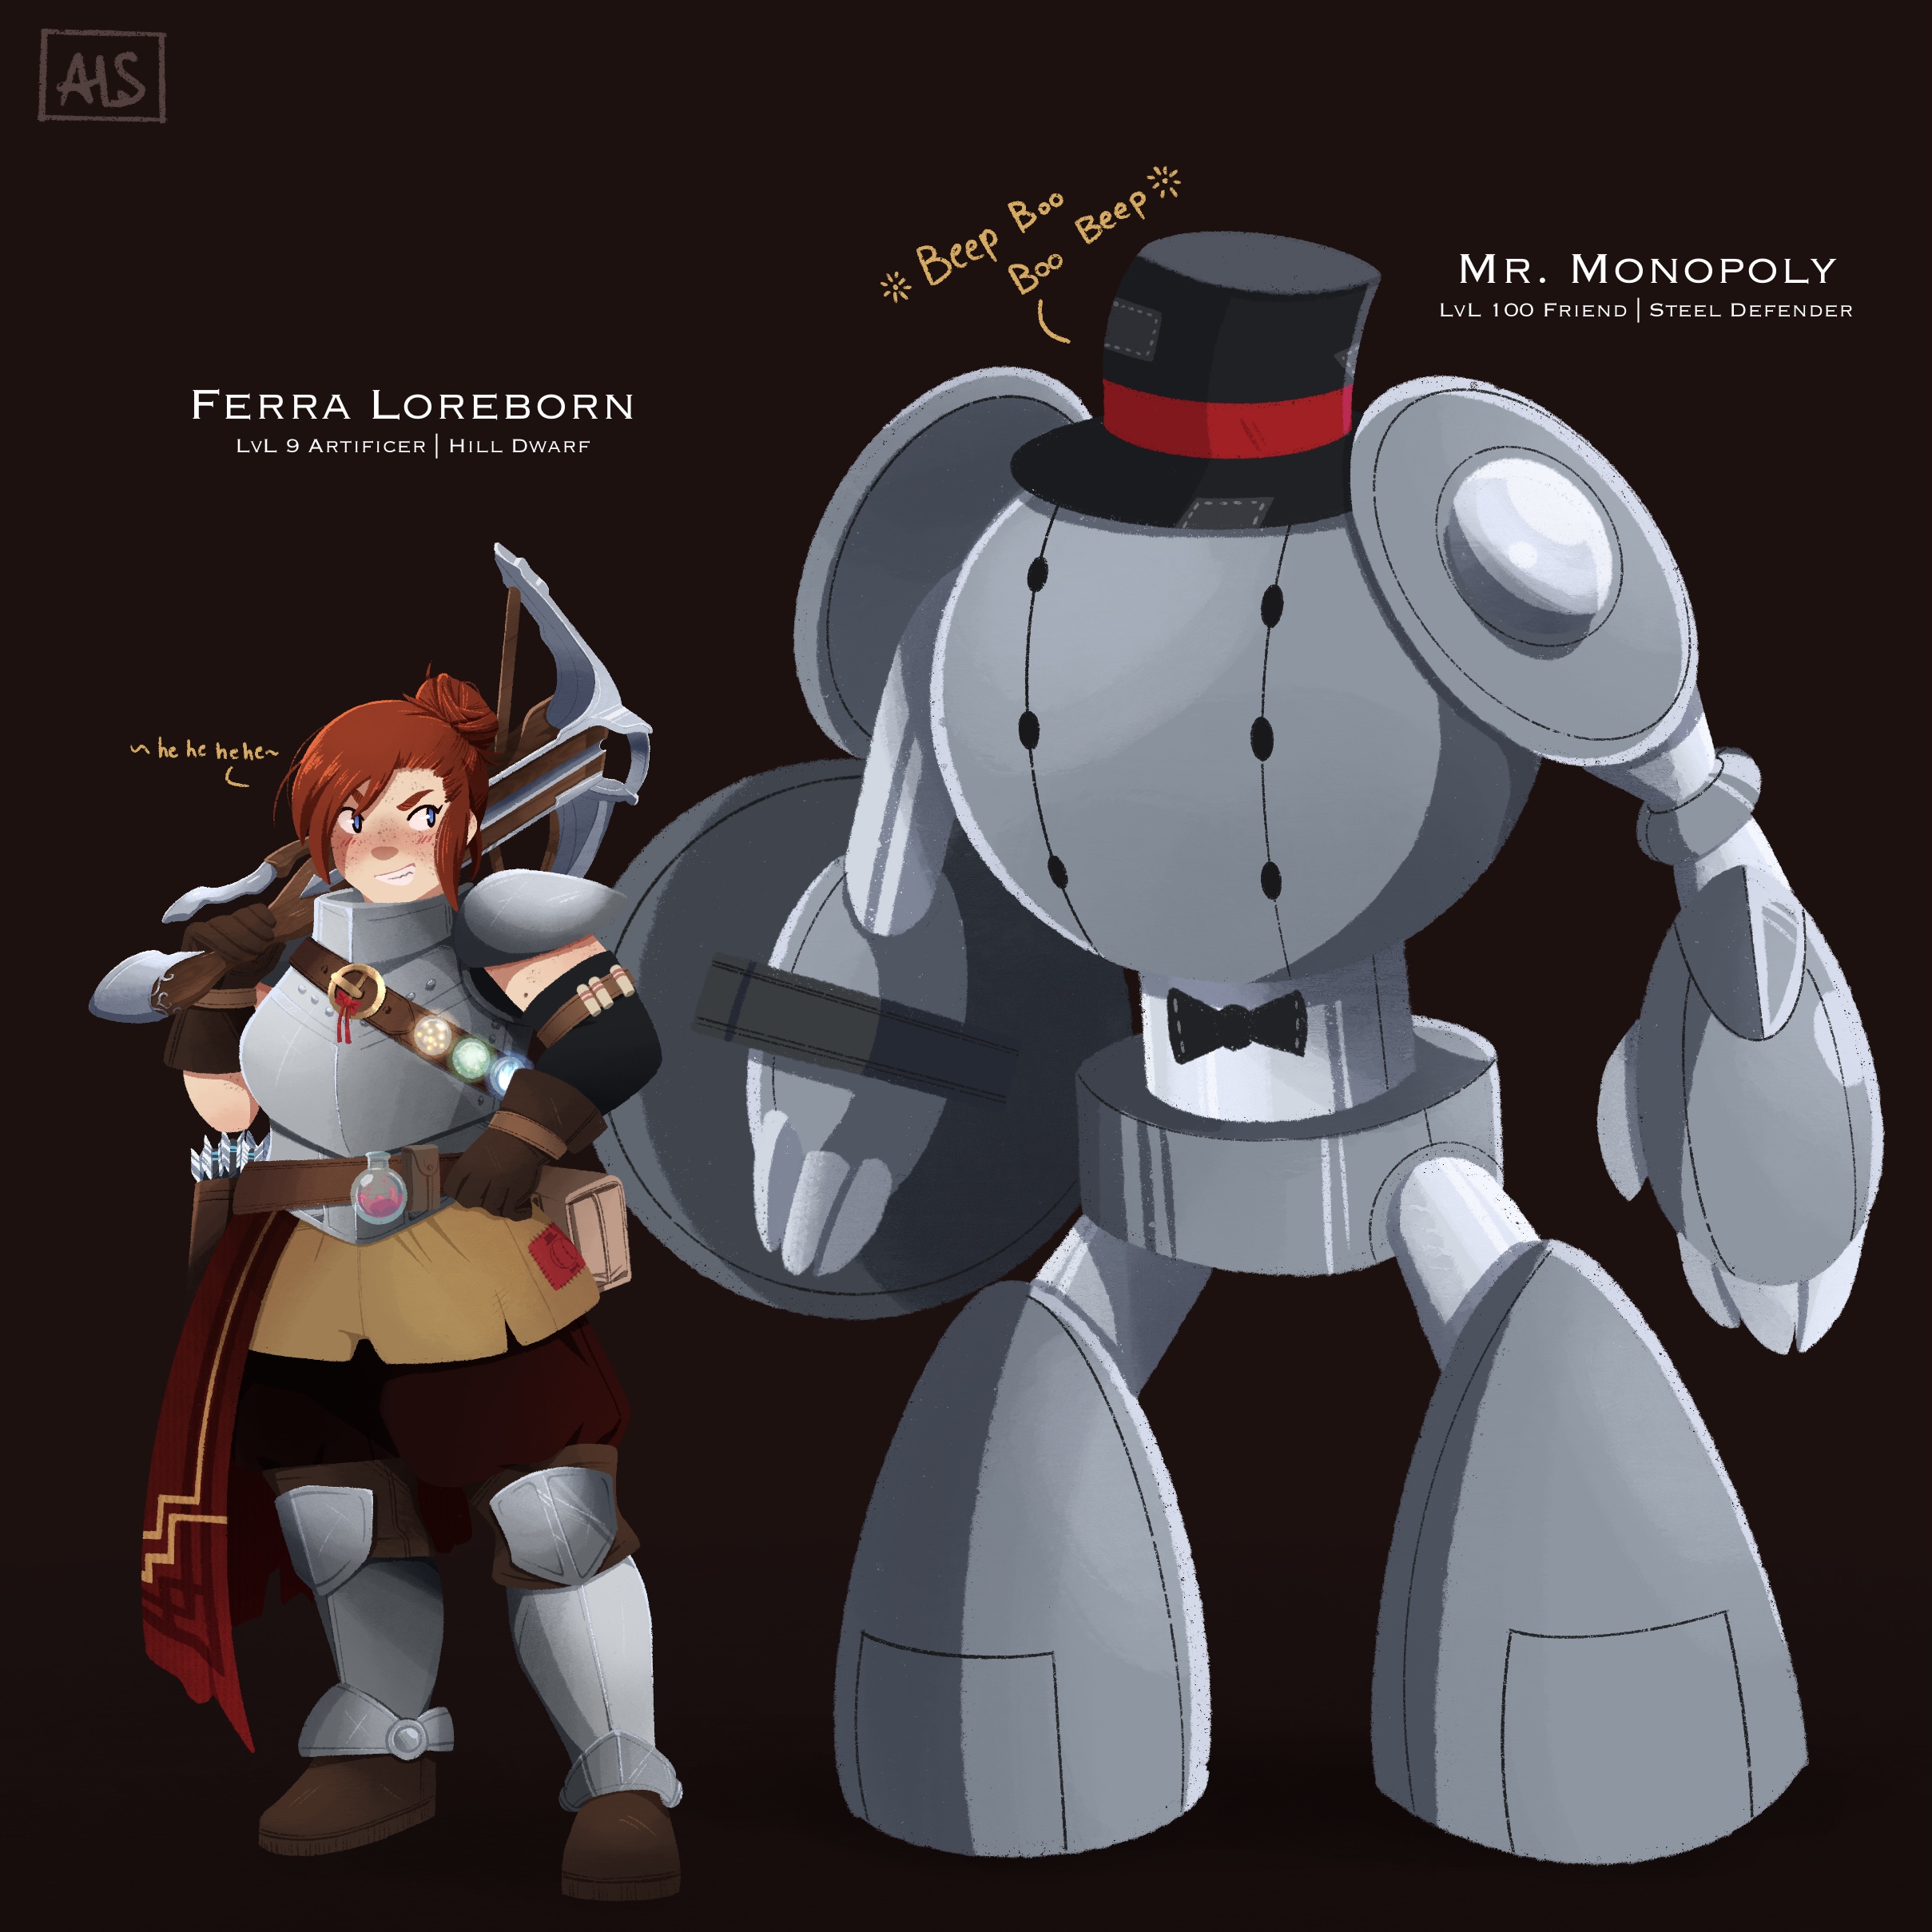 AHS
*Beep Boo
Boo Beep*
Mr. Monopoly
Lvl 100 Friend | Steel Defender
Ferra Loreborn
Lvl 9 Artificer | Hill Dwarf
~he he hehe~